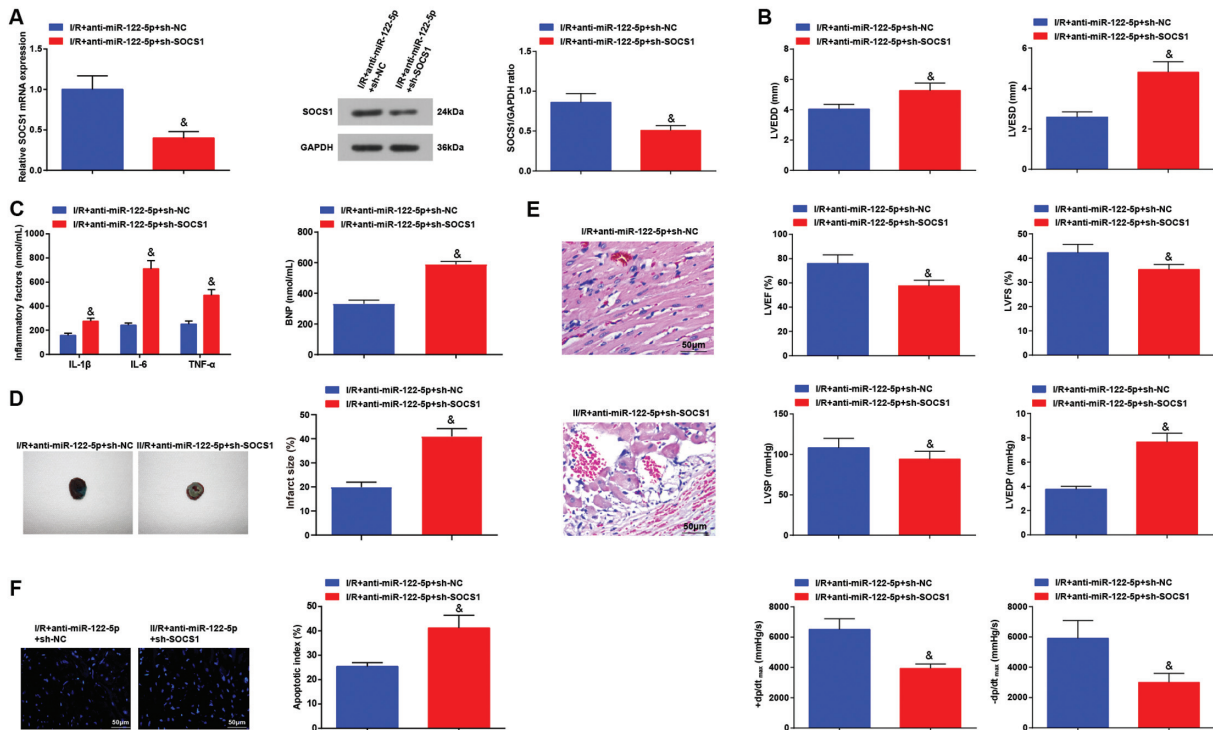 A
I/R+anti-miR-122-5p+sh-NC
I/R+anti-miR-122-5p+sh-SOCS1
Relative SOCS1 mRNA expression
1.5
1.0
0.5
0.0
&
I/R+anti-miR-122-5p
+sh-NC
I/R+anti-miR-122-5p
+sh-SOCS1
SOCS1
24kDa
GAPDH
36kDa
I/R+anti-miR-122-5p+sh-NC
I/R+anti-miR-122-5p+sh-SOCS1
SOCS1/GAPDH ratio
1.5
1.0
0.5
0.0
&
B
I/R+anti-miR-122-5p+sh-NC
I/R+anti-miR-122-5p+sh-SOCS1
LVEDD (mm)
8
6
4
2
0
&
I/R+anti-miR-122-5p+sh-NC
I/R+anti-miR-122-5p+sh-SOCS1
LVESD (mm)
6
4
2
0
&
I/R+anti-miR-122-5p+sh-NC
I/R+anti-miR-122-5p+sh-SOCS1
LVEF (%)
100
80
60
40
20
0
&
I/R+anti-miR-122-5p+sh-NC
I/R+anti-miR-122-5p+sh-SOCS1
LVFS (%)
50
40
30
20
10
0
&
I/R+anti-miR-122-5p+sh-NC
I/R+anti-miR-122-5p+sh-SOCS1
LVSP (mmHg)
150
100
50
0
&
I/R+anti-miR-122-5p+sh-NC
I/R+anti-miR-122-5p+sh-SOCS1
LVEDP (mmHg)
10
8
6
4
2
0
&
I/R+anti-miR-122-5p+sh-NC
I/R+anti-miR-122-5p+sh-SOCS1
+dp/dt max (mmHg/s)
8000
6000
4000
2000
0
&
I/R+anti-miR-122-5p+sh-NC
I/R+anti-miR-122-5p+sh-SOCS1
-dp/dt max (mmHg/s)
8000
6000
4000
2000
0
&
C
I/R+anti-miR-122-5p+sh-NC
I/R+anti-miR-122-5p+sh-SOCS1
Inflammatory factors (nmol/mL)
1000
800
600
400
200
0
&
&
&
IL-1β
IL-6
TNF-α
I/R+anti-miR-122-5p+sh-NC
I/R+anti-miR-122-5p+sh-SOCS1
BNP (nmol/mL)
800
600
400
200
0
&
D
I/R+anti-miR-122-5p+sh-NC
II/R+anti-miR-122-5p+sh-SOCS1
I/R+anti-miR-122-5p+sh-NC
I/R+anti-miR-122-5p+sh-SOCS1
Infarct size (%)
50
40
30
20
10
0
&
E
I/R+anti-miR-122-5p+sh-NC
50μm
II/R+anti-miR-122-5p+sh-SOCS1
50μm
F
I/R+anti-miR-122-5p
+sh-NC
50μm
II/R+anti-miR-122-5p
+sh-SOCS1
50μm
I/R+anti-miR-122-5p+sh-NC
I/R+anti-miR-122-5p+sh-SOCS1
Apoptotic index (%)
50
40
30
20
10
0
&